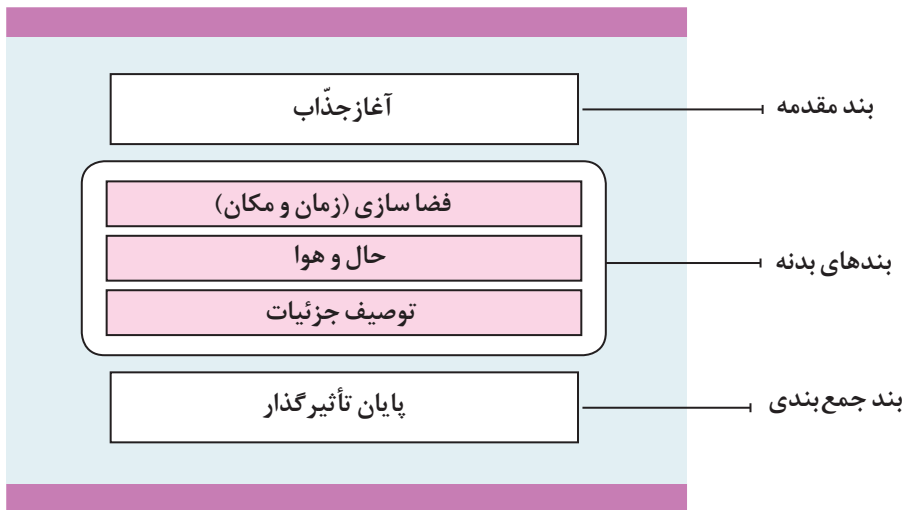 بند مقدمه
آغاز جذّاب
بندهای بدنه
فضا سازی (زمان و مکان)
حال و هوا
توصیف جزئیات
بند جمع‌بندی
پایان تأثیرگذار